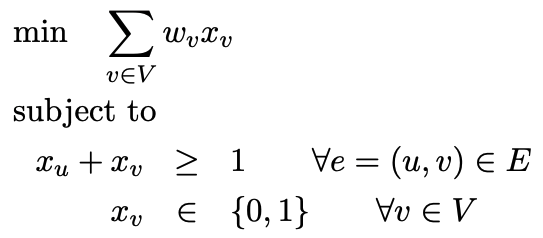 min ∑_{v∈V} w_v x_v
subject to
x_u + x_v ≥ 1 ∀e = (u, v) ∈ E
x_v ∈ {0, 1} ∀v ∈ V